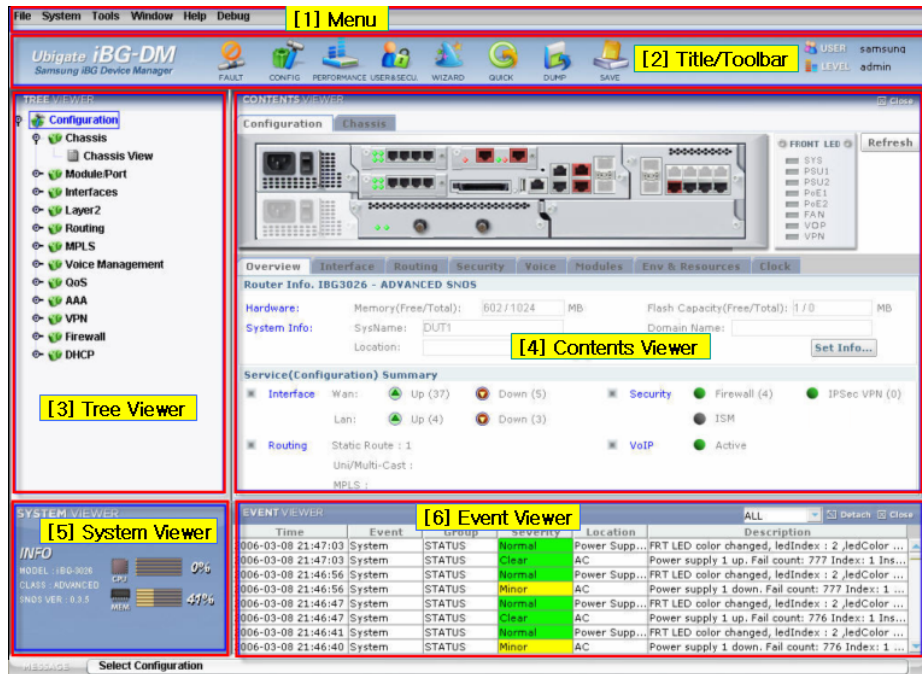 File System Tools Window Help Debug
[1] Menu
Ubigate iBG-DM
Samsung iBG Device Manager
FAULT CONFIG PERFORMANCE USER&SECU. WIZARD QUICK DUMP SAVE
[2] Title/Toolbar
USER samsung
LEVEL admin
TREE VIEWER
Configuration
Chassis
Chassis View
Module/Port
Interfaces
Layer2
Routing
MPLS
Voice Management
QoS
AAA
VPN
Firewall
DHCP
[3] Tree Viewer
CONTENTS VIEWER Close
Configuration Chassis
FRONT LED Refresh
SYS
PSU1
PSU2
PoE1
PoE2
FAN
VOP
VPN
Overview Interface Routing Security Voice Modules Env & Resources Clock
Router Info. IBG3026 - ADVANCED SNOS
Hardware: Memory(Free/Total): 602/1024 MB Flash Capacity(Free/Total): 1/0 MB
System Info: SysName: DUT1 Domain Name:
Location: Set Info...
[4] Contents Viewer
Service(Configuration) Summary
Interface Wan: Up (37) Down (5) Security Firewall (4) IPSec VPN (0)
Lan: Up (4) Down (3) ISM
Routing Static Route : 1 VoIP Active
Uni/Multi-Cast :
MPLS :
SYSTEM VIEWER
[5] System Viewer
INFO
MODEL : iBG-3026
CLASS : ADVANCED
SNOS VER : 0.3.5
CPU 0%
MEM 41%
EVENT VIEWER ALL Detach Close
[6] Event Viewer
Time Event Group Severity Location Description
2006-03-08 21:47:03 System STATUS Normal Power Supp... FRT LED color changed, ledIndex : 2 ,ledColor ...
2006-03-08 21:47:03 System STATUS Clear AC Power supply 1 up. Fail count: 777 Index: 1 Ins...
2006-03-08 21:46:56 System STATUS Normal Power Supp... FRT LED color changed, ledIndex : 2 ,ledColor ...
2006-03-08 21:46:56 System STATUS Minor AC Power supply 1 down. Fail count: 777 Index: 1 ...
2006-03-08 21:46:47 System STATUS Normal Power Supp... FRT LED color changed, ledIndex : 2 ,ledColor ...
2006-03-08 21:46:47 System STATUS Clear AC Power supply 1 up. Fail count: 776 Index: 1 Ins...
2006-03-08 21:46:41 System STATUS Normal Power Supp... FRT LED color changed, ledIndex : 2 ,ledColor ...
2006-03-08 21:46:40 System STATUS Minor AC Power supply 1 down. Fail count: 776 Index: 1 ...
MESSAGE Select Configuration